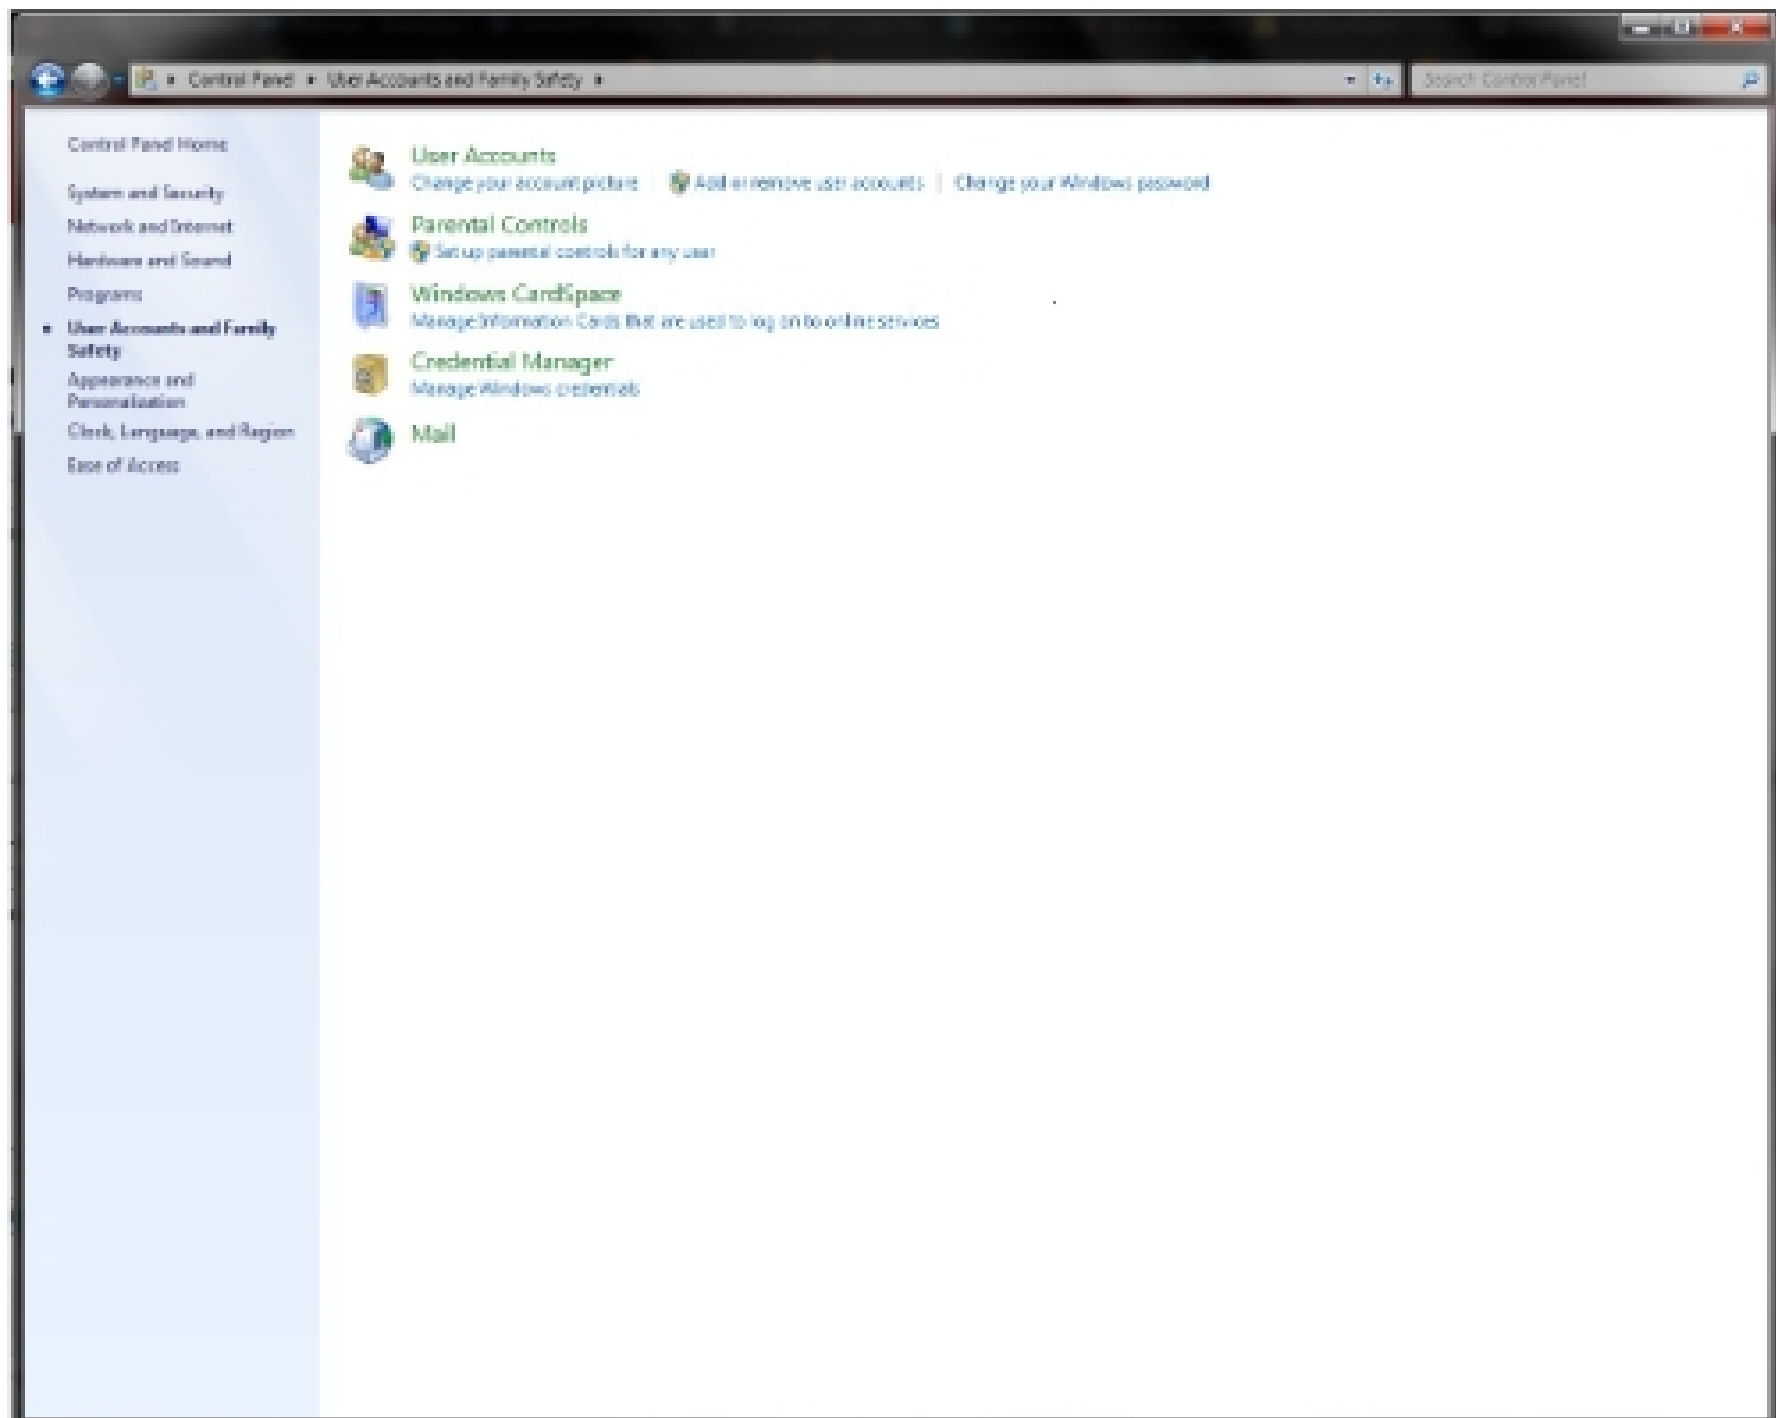 Control Panel ▸ User Accounts and Family Safety ▸
Search Control Panel
Control Panel Home
System and Security
Network and Internet
Hardware and Sound
Programs
User Accounts and Family
Safety
Appearance and
Personalization
Clock, Language, and Region
Ease of Access
User Accounts
Change your account picture | Add or remove user accounts | Change your Windows password
Parental Controls
Set up parental controls for any user
Windows CardSpace
Manage Information Cards that are used to log on to online services
Credential Manager
Manage Windows credentials
Mail